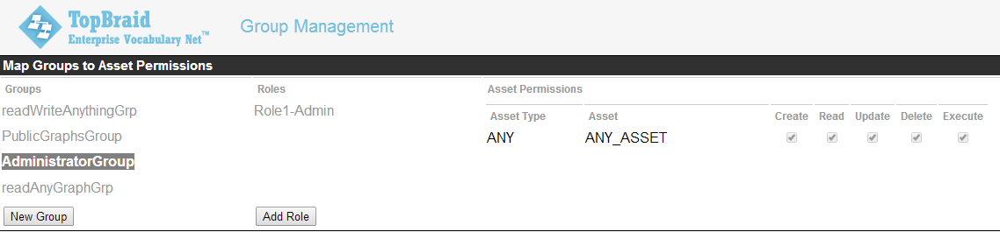 TopBraid
Enterprise Vocabulary Net™
Group Management
Map Groups to Asset Permissions
Groups Roles Asset Permissions
readWriteAnythingGrp Role1-Admin
Asset Type Asset Create Read Update Delete Execute
PublicGraphsGroup ANY ANY_ASSET
AdministratorGroup
readAnyGraphGrp
New Group Add Role